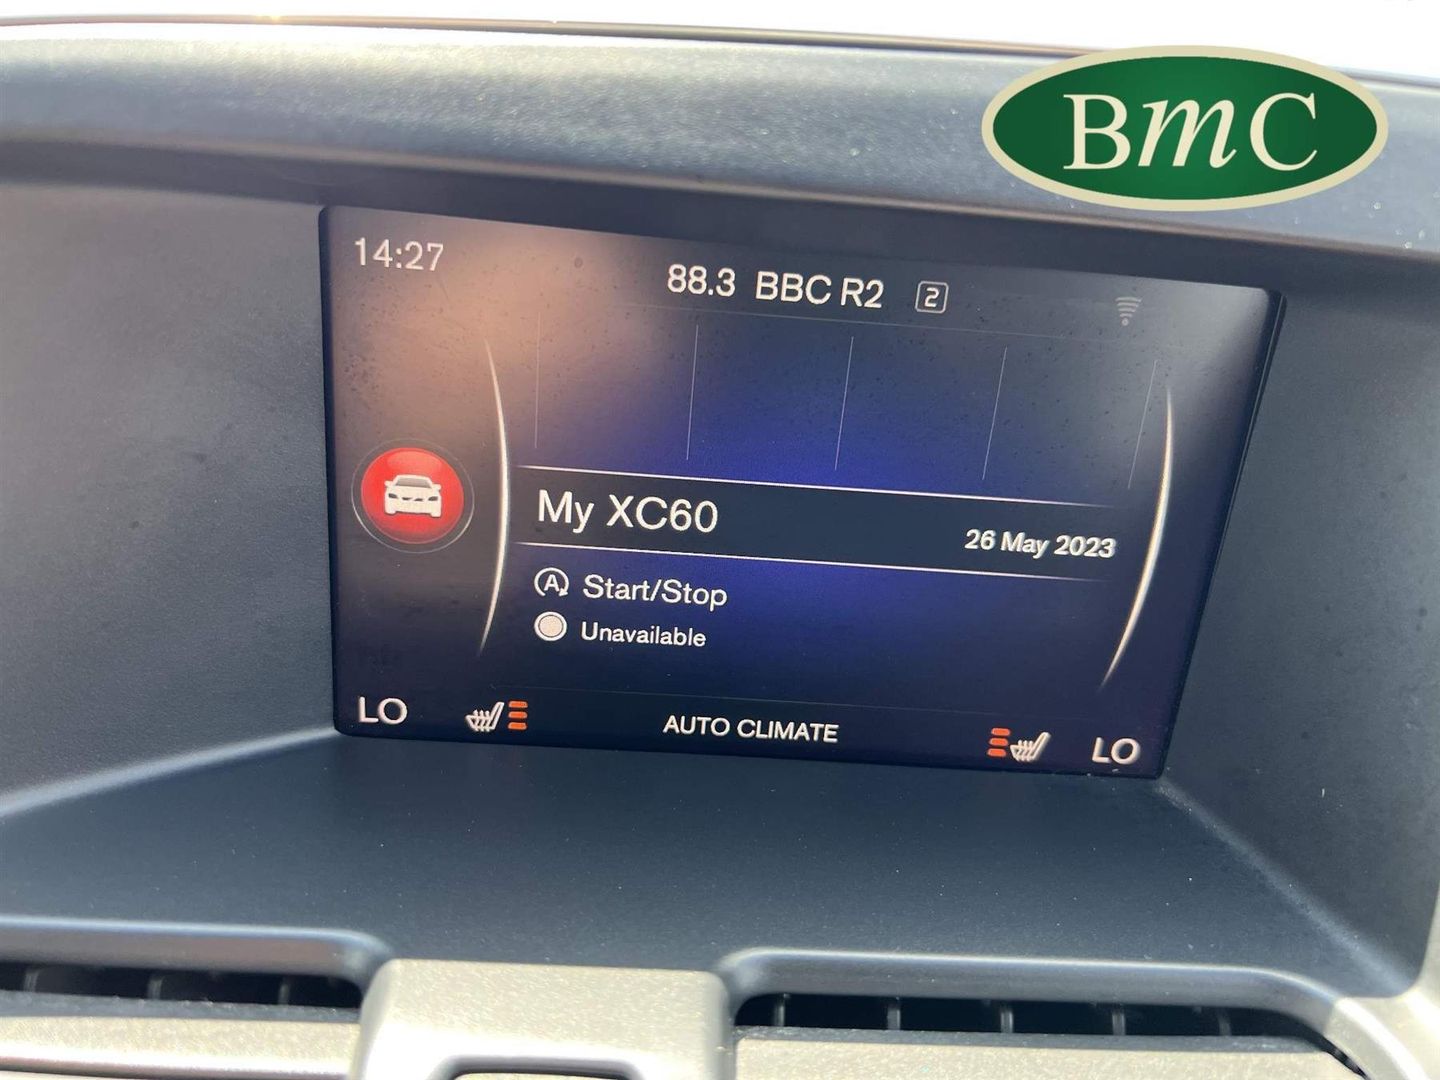 BmC
14:27
88.3 BBC R2 2
My XC60
26 May 2023
A Start/Stop
Unavailable
LO
AUTO CLIMATE
LO